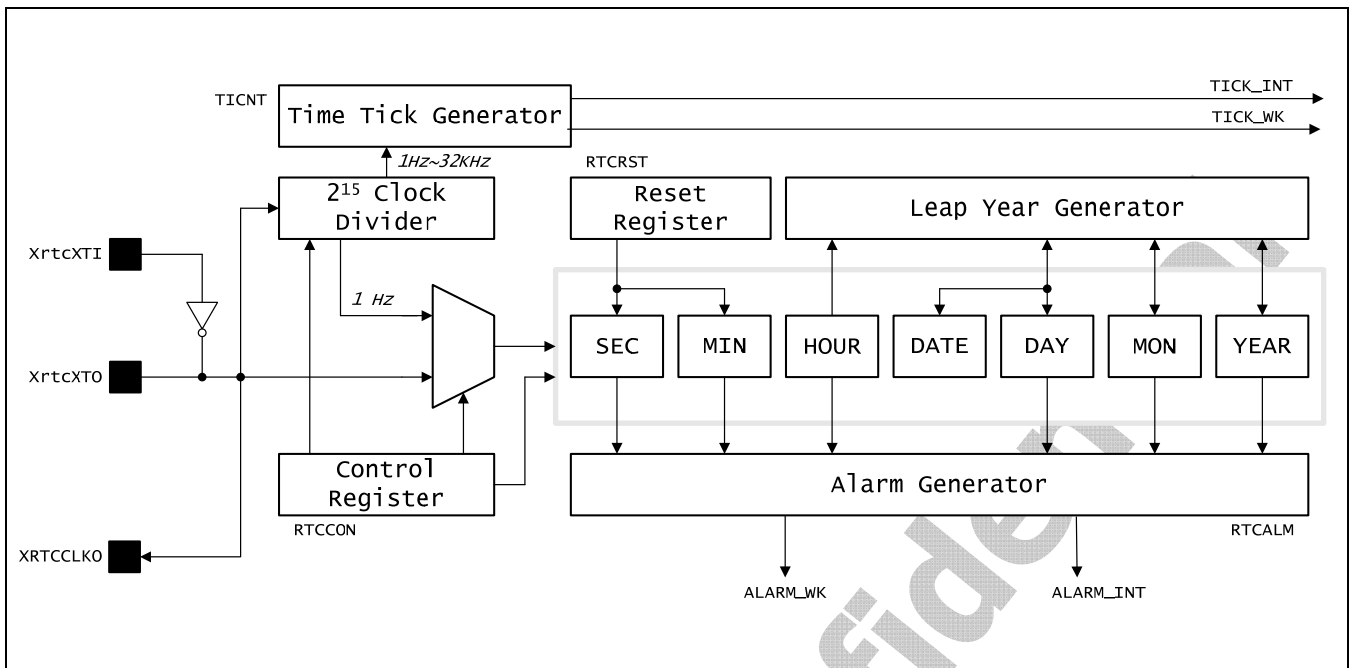 TICK_INT
TICNT
Time Tick Generator
TICK_WK
1Hz~32KHz
RTCRST
2¹⁵ Clock
Divider
Reset
Register
Leap Year Generator
XrtcXTI
1 Hz
SEC
MIN
HOUR
DATE
DAY
MON
YEAR
XrtcXTO
Control
Register
Alarm Generator
RTCCON
RTCALM
XRTCCLKO
ALARM_WK
ALARM_INT